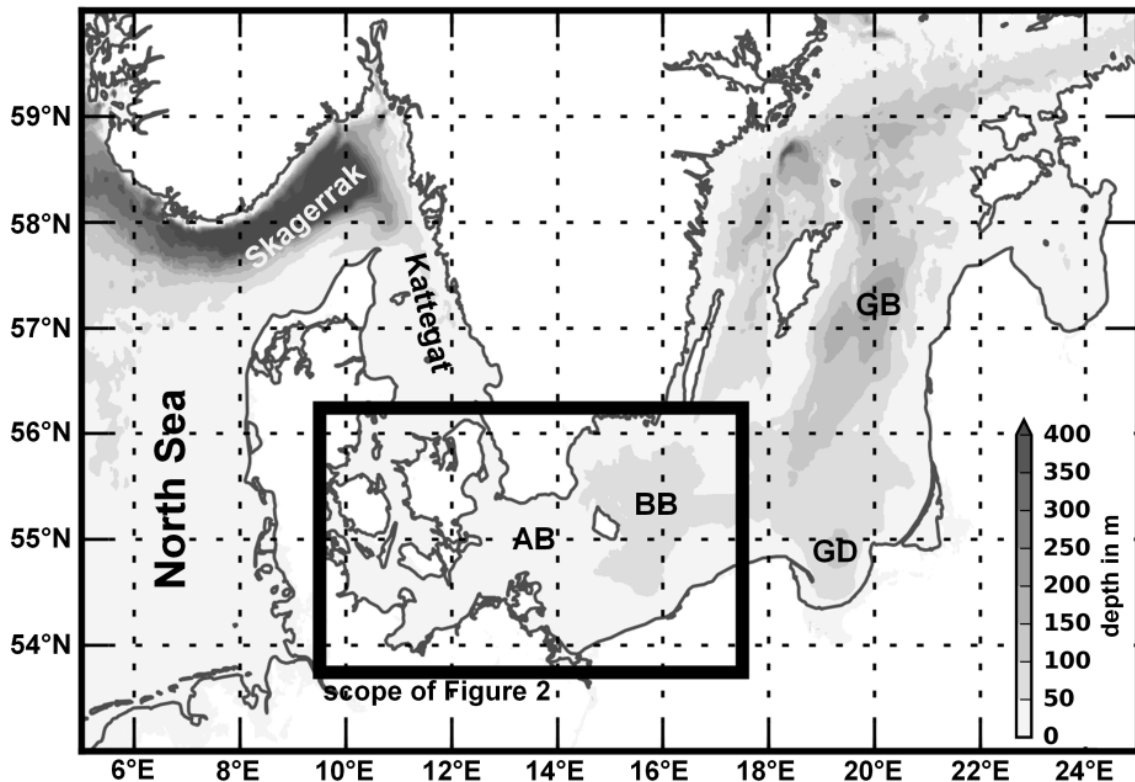 59°N
58°N
57°N
56°N
55°N
54°N
6°E
8°E
10°E
12°E
14°E
16°E
18°E
20°E
22°E
24°E
Skagerrak
Kattegat
North Sea
GB
BB
AB
GD
scope of Figure 2
400
350
300
250
200
150
100
50
0
depth in m